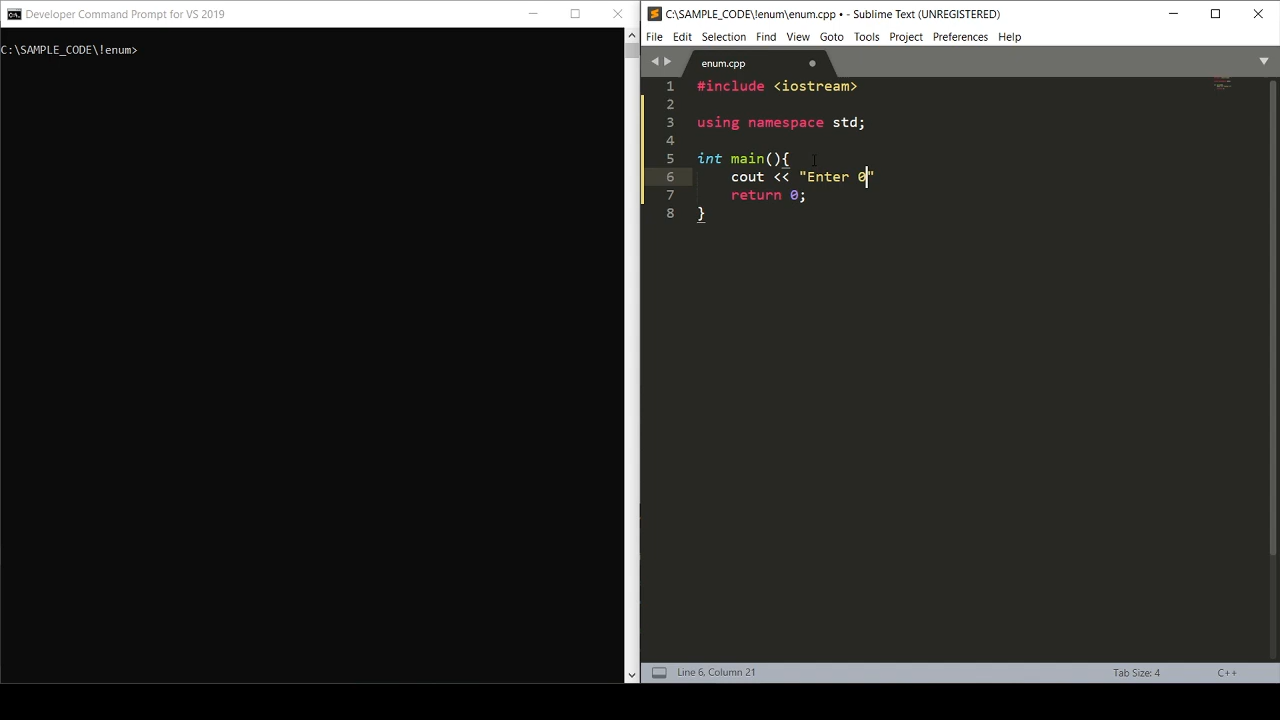 Developer Command Prompt for VS 2019
C:\SAMPLE_CODE\!enum>
C:\SAMPLE_CODE\!enum\enum.cpp • - Sublime Text (UNREGISTERED)
File Edit Selection Find View Goto Tools Project Preferences Help
enum.cpp
1 #include <iostream>
2
3 using namespace std;
4
5 int main(){
6 cout << "Enter 0"
7 return 0;
8 }
Line 6, Column 21
Tab Size: 4
C++